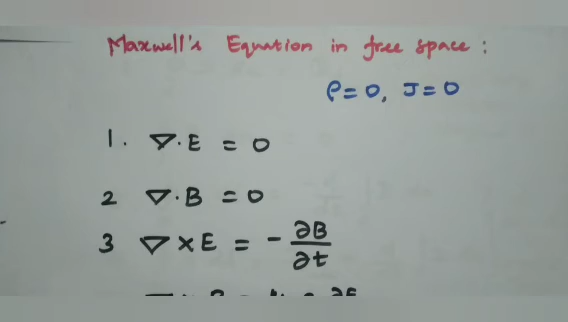 Maxwell's Equation in free space :
ρ=0, J=0
1. ∇·E = 0
2 ∇·B = 0
3 ∇×E = - ∂B/∂t